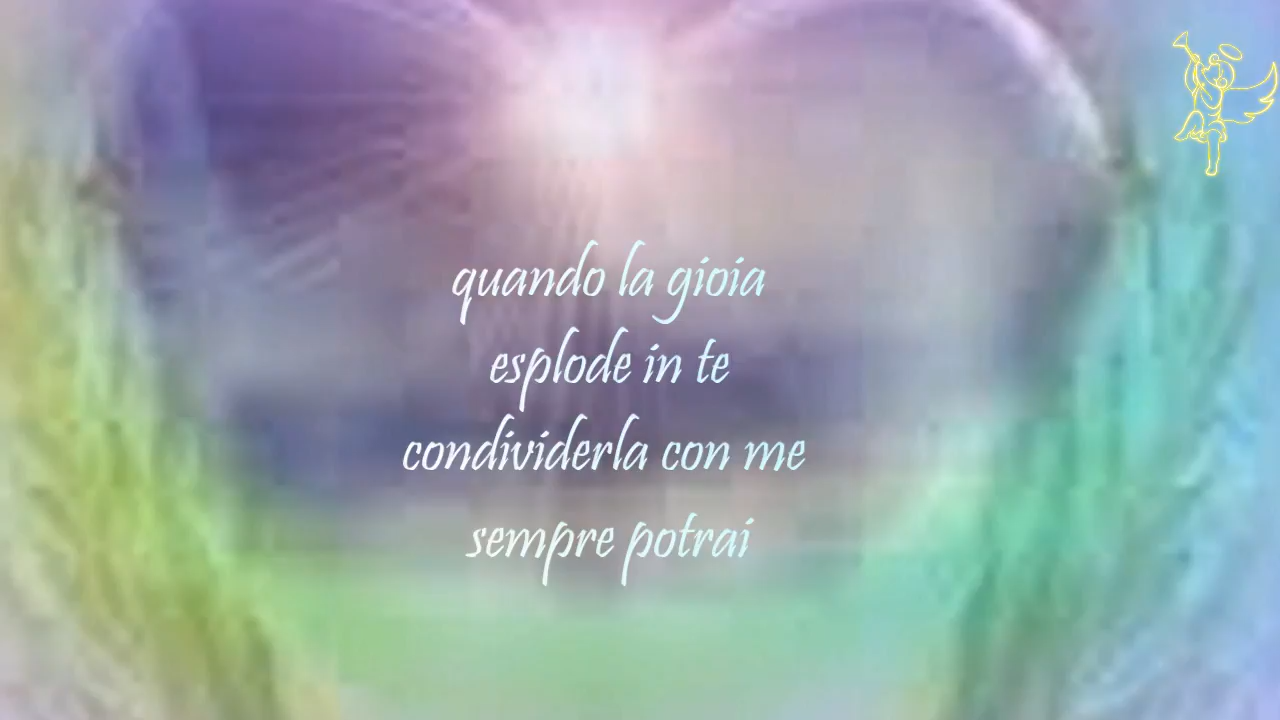 quando la gioia
esplode in te
condividerla con me
sempre potrai